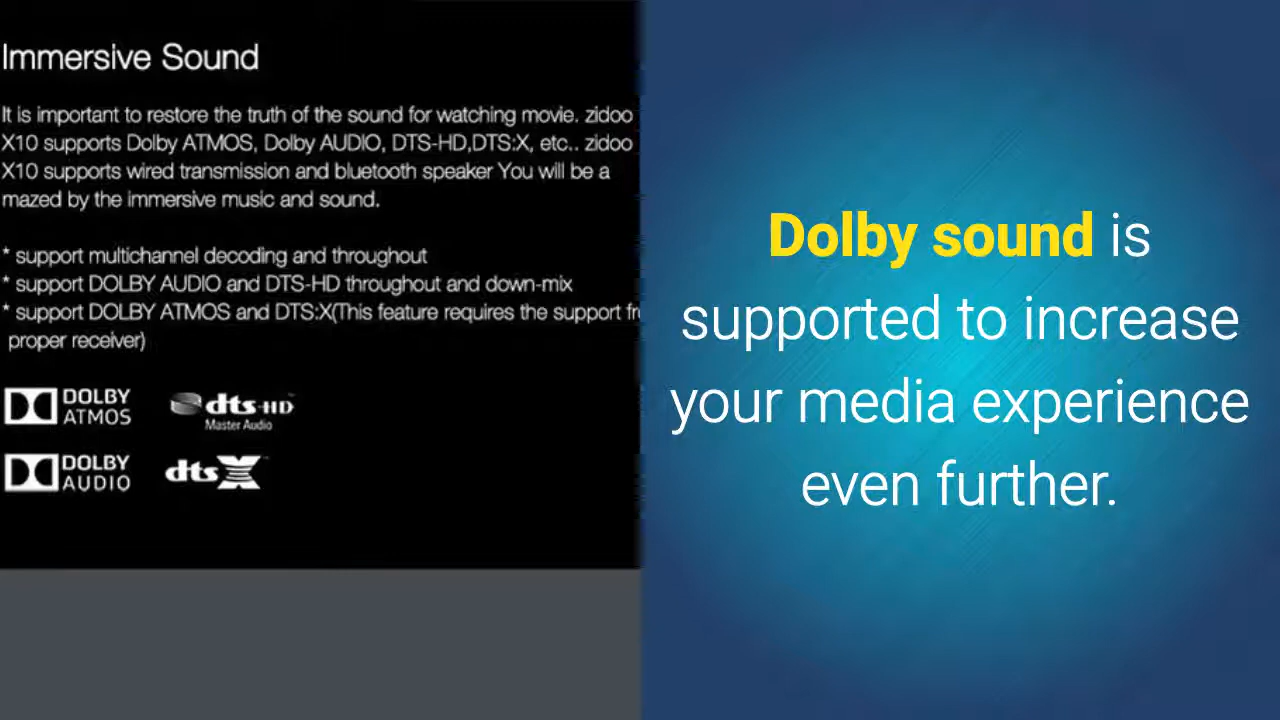 Immersive Sound
It is important to restore the truth of the sound for watching movie. zidoo
X10 supports Dolby ATMOS, Dolby AUDIO, DTS-HD,DTS:X, etc.. zidoo
X10 supports wired transmission and bluetooth speaker You will be a
mazed by the immersive music and sound.
* support multichannel decoding and throughout
* support DOLBY AUDIO and DTS-HD throughout and down-mix
* support DOLBY ATMOS and DTS:X(This feature requires the support
proper receiver)
DOLBY
ATMOS
dts-HD
Master Audio
DOLBY
AUDIO
dts X
Dolby sound is
supported to increase
your media experience
even further.